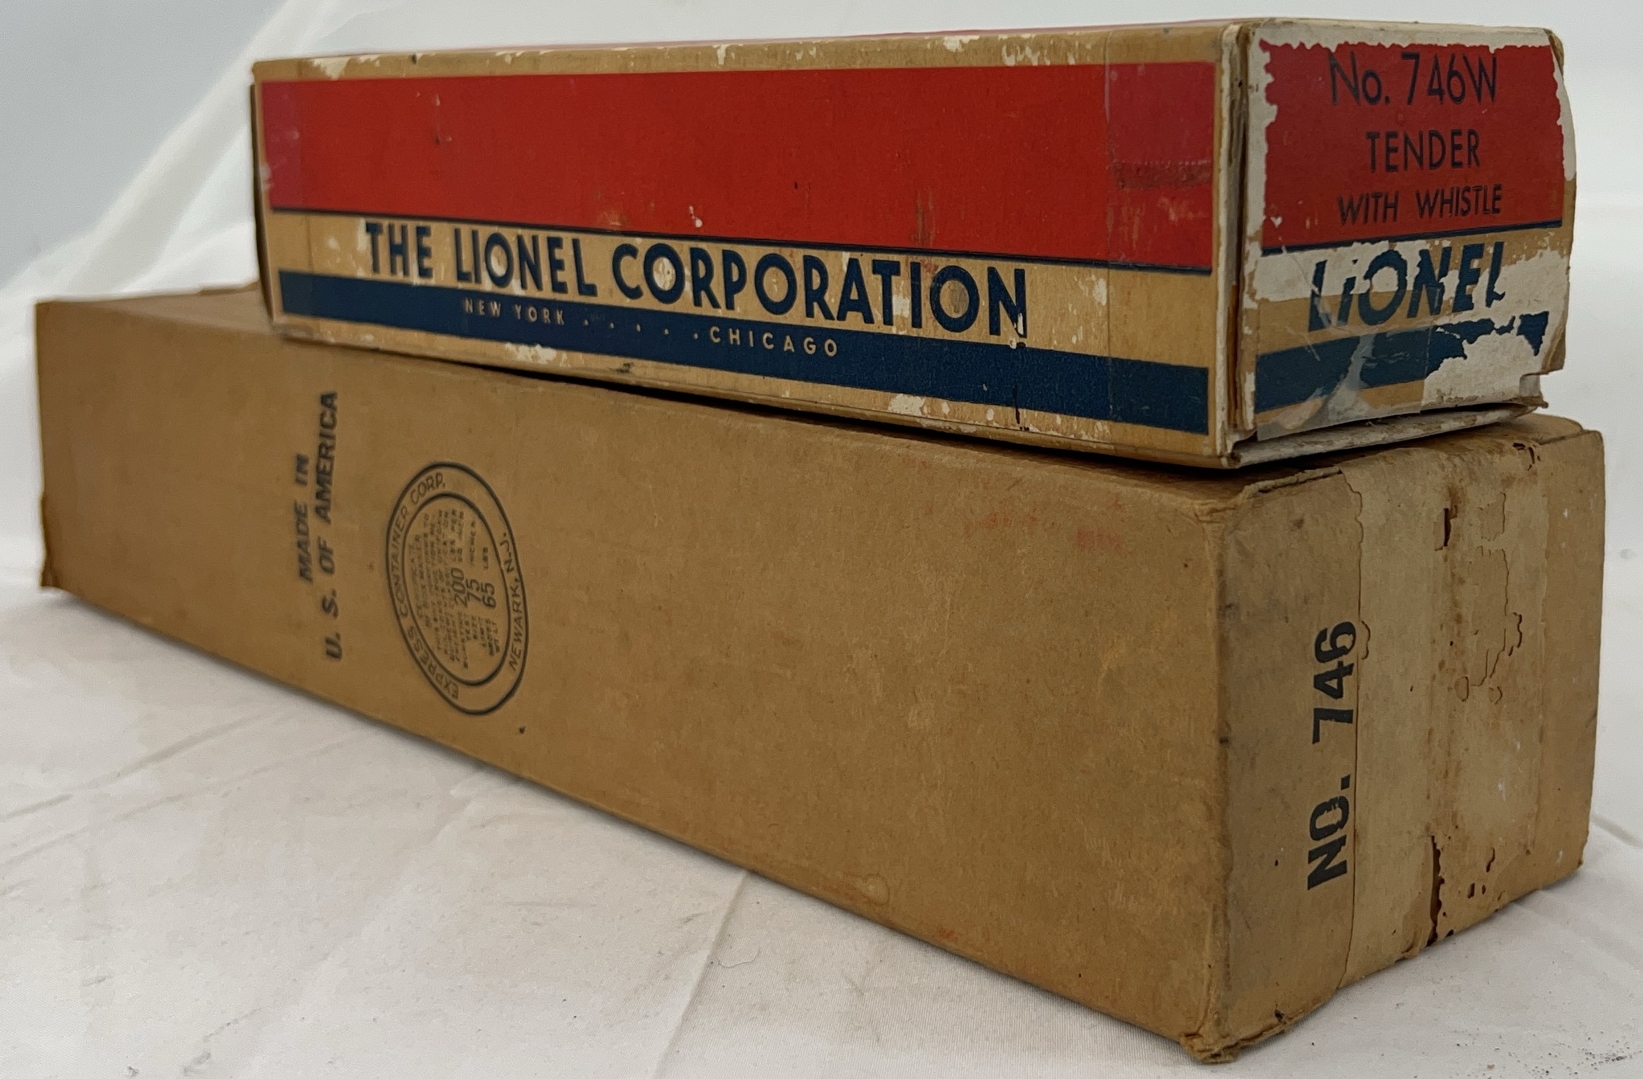 THE LIONEL CORPORATION
NEW YORK . . . . . CHICAGO
No. 746W
TENDER
WITH WHISTLE
LIONEL
MADE IN
U. S. OF AMERICA
EXPRESS CONTAINER CORP.
200
75
65 LBS
NEWARK, N.J.
NO. 746